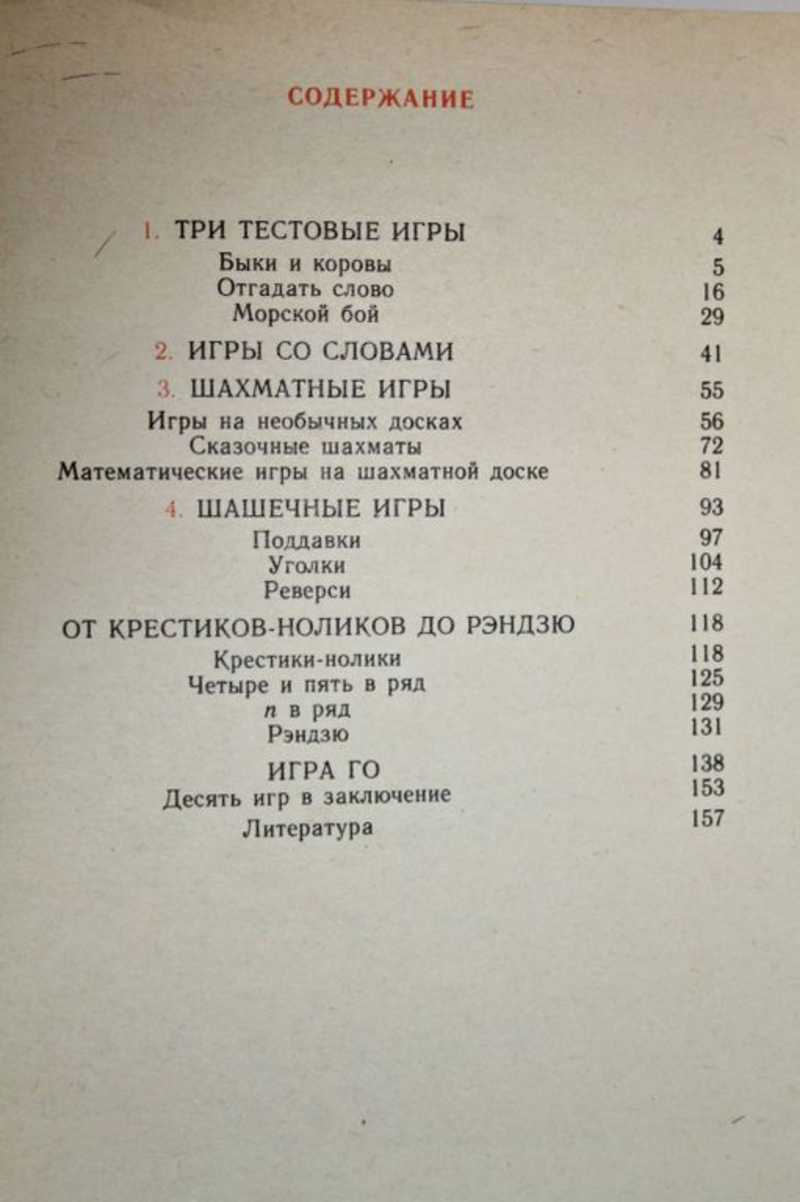 СОДЕРЖАНИЕ
1. ТРИ ТЕСТОВЫЕ ИГРЫ 4
Быки и коровы 5
Отгадать слово 16
Морской бой 29
2. ИГРЫ СО СЛОВАМИ 41
3. ШАХМАТНЫЕ ИГРЫ 55
Игры на необычных досках 56
Сказочные шахматы 72
Математические игры на шахматной доске 81
4. ШАШЕЧНЫЕ ИГРЫ 93
Поддавки 97
Уголки 104
Реверси 112
ОТ КРЕСТИКОВ-НОЛИКОВ ДО РЭНДЗЮ 118
Крестики-нолики 118
Четыре и пять в ряд 125
n в ряд 129
Рэндзю 131
ИГРА ГО 138
Десять игр в заключение 153
Литература 157